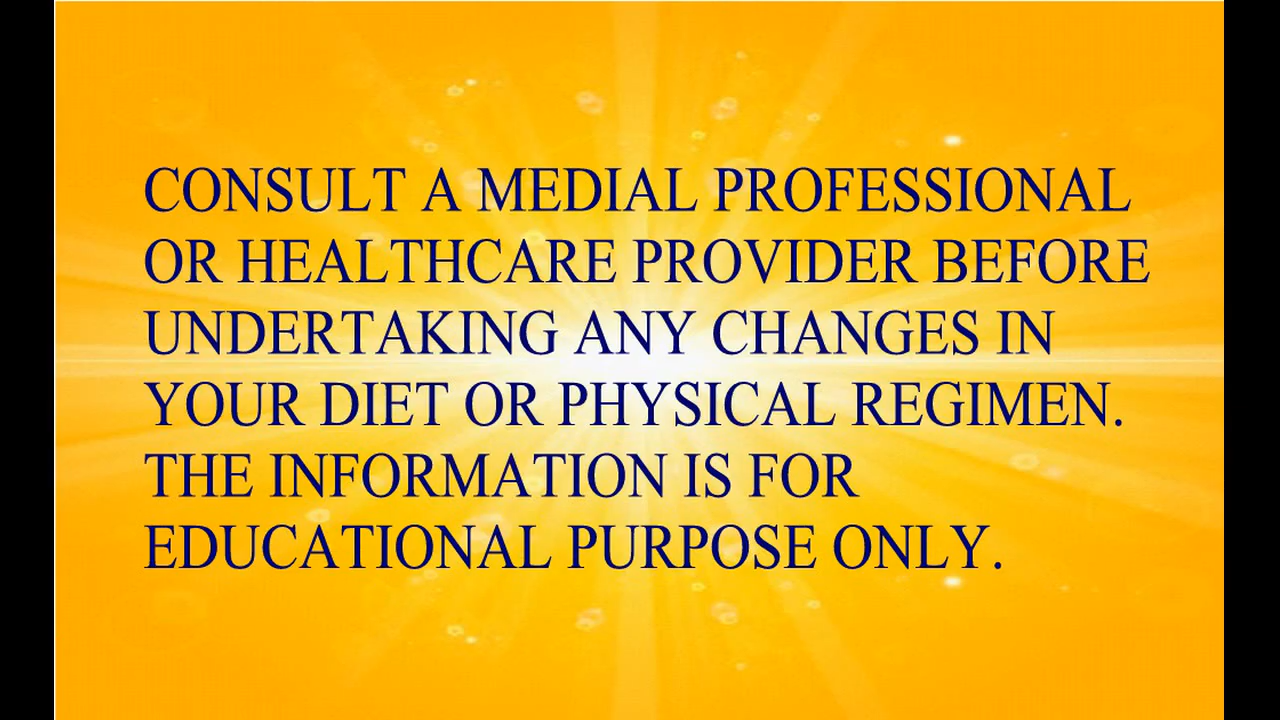 CONSULT A MEDIAL PROFESSIONAL
OR HEALTHCARE PROVIDER BEFORE
UNDERTAKING ANY CHANGES IN
YOUR DIET OR PHYSICAL REGIMEN.
THE INFORMATION IS FOR
EDUCATIONAL PURPOSE ONLY.